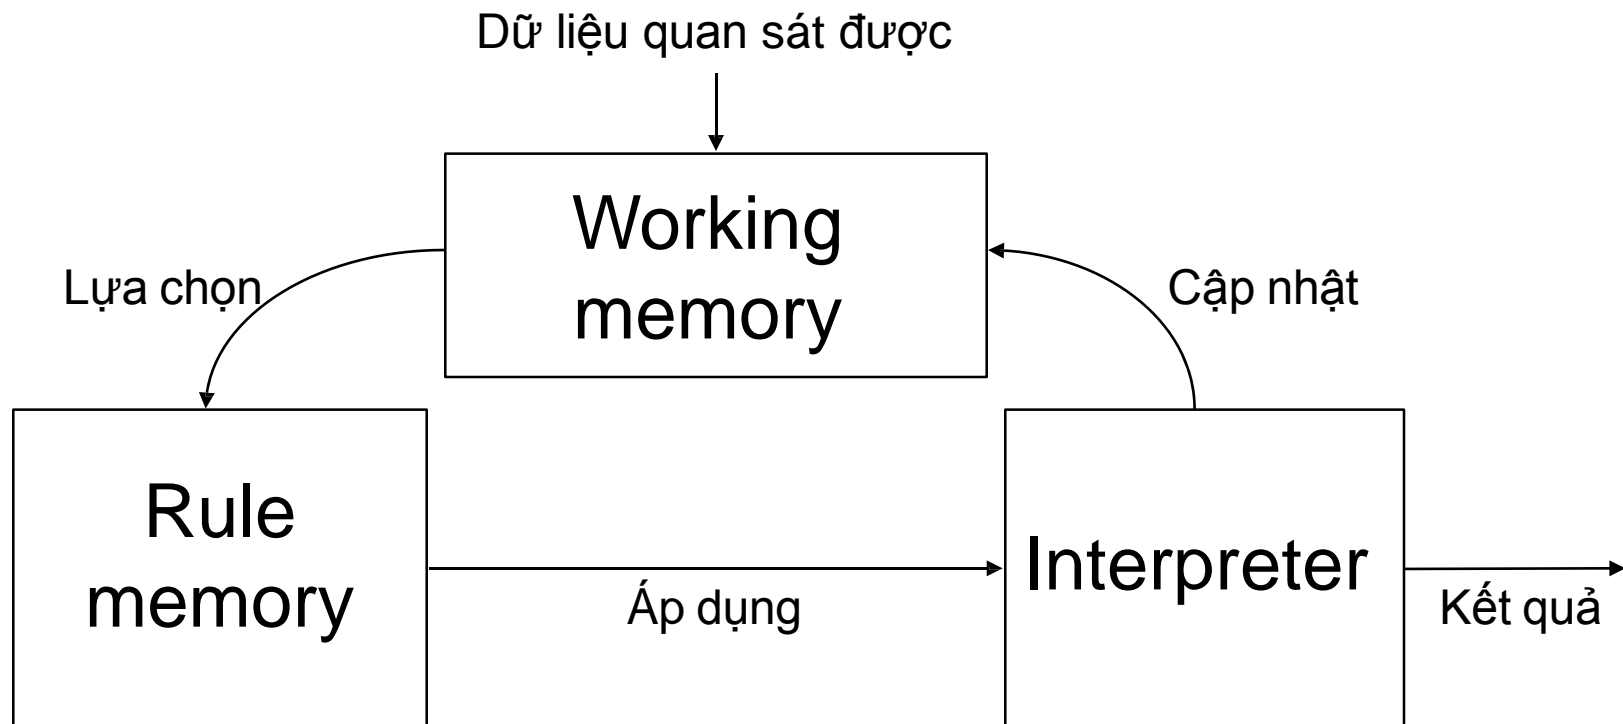 Dữ liệu quan sát được
Working
memory
Lựa chọn
Cập nhật
Rule
memory
Interpreter
Áp dụng
Kết quả